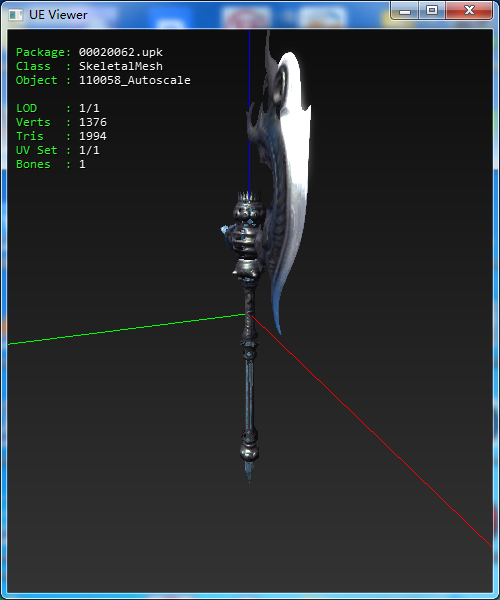 UE Viewer
Package: 00020062.upk
Class : SkeletalMesh
Object : 110058_Autoscale
LOD : 1/1
Verts : 1376
Tris : 1994
UV Set : 1/1
Bones : 1